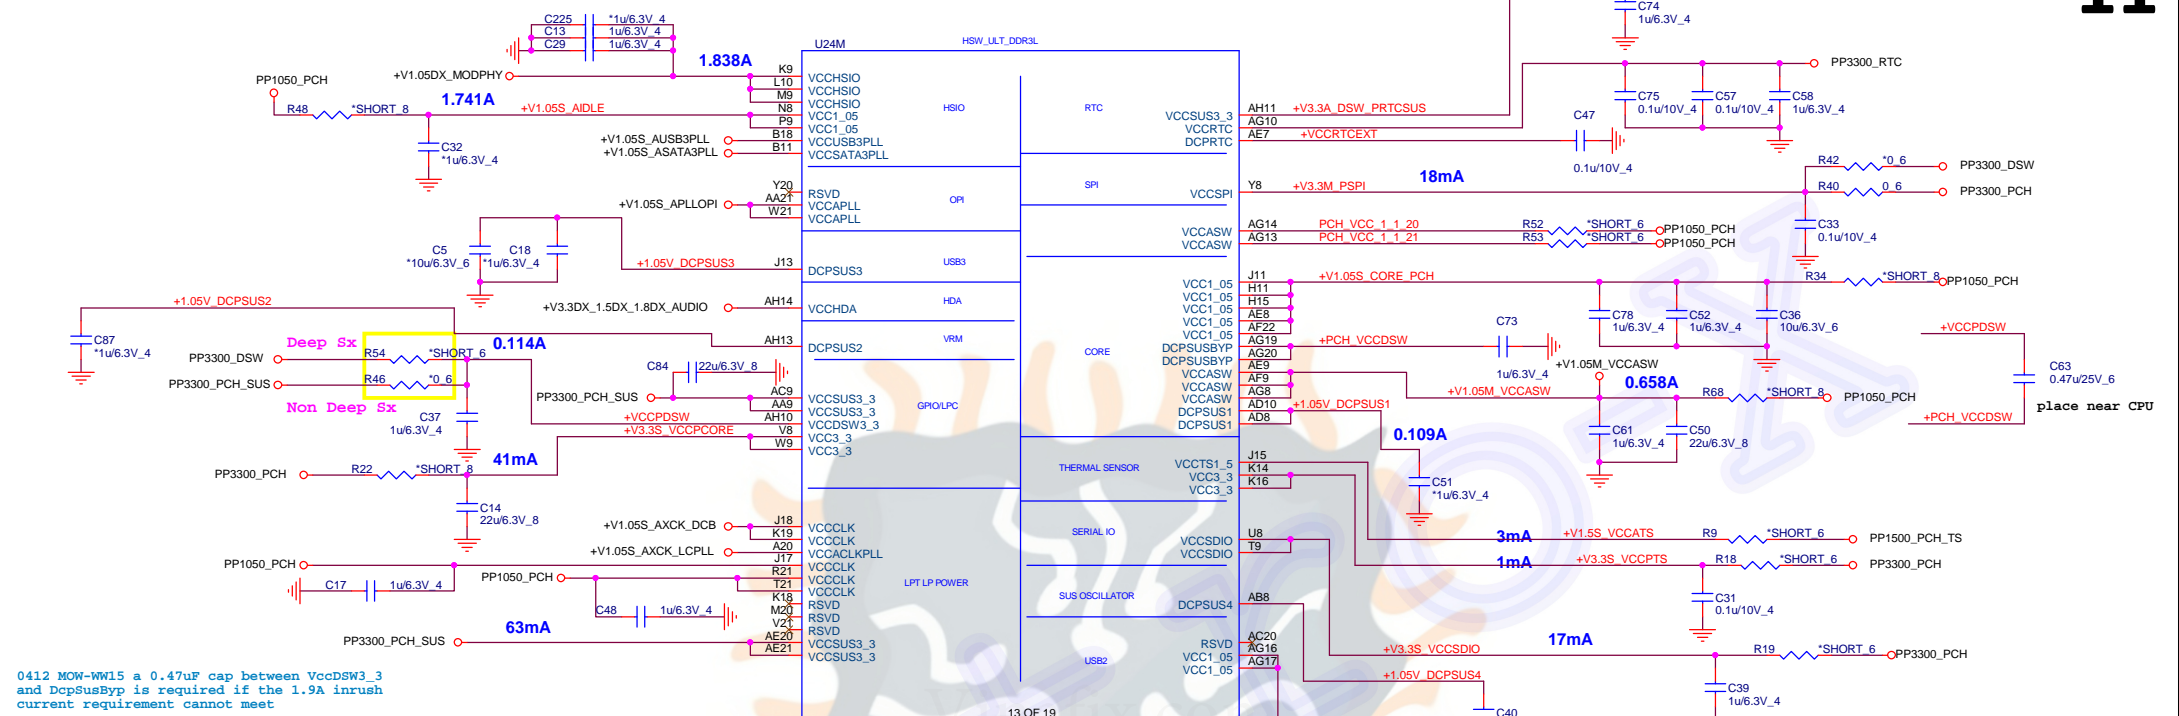 C225 *1u/6.3V_4
C13 1u/6.3V_4
C29 1u/6.3V_4
+V1.05DX_MODPHY
1.838A
PP1050_PCH
R48 *SHORT_8
1.741A
+V1.05S_AIDLE
C32
*1u/6.3V_4
+V1.05S_AUSB3PLL
+V1.05S_ASATA3PLL
+V1.05S_APLLOPI
C5
*10u/6.3V_6
C18
*1u/6.3V_4
+1.05V_DCPSUS3
+V3.3DX_1.5DX_1.8DX_AUDIO
+1.05V_DCPSUS2
C87
*1u/6.3V_4
Deep Sx
PP3300_DSW
R54 *SHORT_6
0.114A
PP3300_PCH_SUS
R46 *0_6
Non Deep Sx
C37
1u/6.3V_4
C84 22u/6.3V_8
PP3300_PCH_SUS
+VCCPDSW
+V3.3S_VCCPCORE
PP3300_PCH
R22 *SHORT_8
41mA
C14
22u/6.3V_8
+V1.05S_AXCK_DCB
+V1.05S_AXCK_LCPLL
PP1050_PCH
C17 1u/6.3V_4
PP1050_PCH
C48 1u/6.3V_4
63mA
PP3300_PCH_SUS
0412 MOW-WW15 a 0.47uF cap between VccDSW3_3
and DcpSusByp is required if the 1.9A inrush
current requirement cannot meet
U24M
HSW_ULT_DDR3L
K9 VCCHSIO
L10 VCCHSIO
M9 VCCHSIO
N8 VCC1_05
P9 VCC1_05
B18 VCCUSB3PLL
B11 VCCSATA3PLL
Y20 RSVD
AA21 VCCAPLL
W21 VCCAPLL
J13 DCPSUS3
AH14 VCCHDA
AH13 DCPSUS2
AC9 VCCSUS3_3
AA9 VCCSUS3_3
AH10 VCCDSW3_3
V8 VCC3_3
W9 VCC3_3
J18 VCCCLK
K19 VCCCLK
A20 VCCACLKPLL
J17 VCCCLK
R21 VCCCLK
T21 VCCCLK
K18 RSVD
M20 RSVD
V21 RSVD
AE20 VCCSUS3_3
AE21 VCCSUS3_3
HSIO
OPI
USB3
HDA
VRM
GPIO/LPC
LPT LP POWER
RTC
SPI
CORE
THERMAL SENSOR
SERIAL IO
SUS OSCILLATOR
USB2
13 OF 19
VCCSUS3_3 AH11
VCCRTC AG10
DCPRTC AE7
VCCSPI Y8
VCCASW AG14
VCCASW AG13
VCC1_05 J11
VCC1_05 H11
VCC1_05 H15
VCC1_05 AE8
VCC1_05 AF22
DCPSUSBYP AG19
DCPSUSBYP AG20
VCCASW AE9
VCCASW AF9
VCCASW AG8
DCPSUS1 AD10
DCPSUS1 AD8
VCCTS1_5 J15
VCC3_3 K14
VCC3_3 K16
VCCSDIO U8
VCCSDIO T9
DCPSUS4 AB8
RSVD AC20
VCC1_05 AG16
VCC1_05 AG17
C74
1u/6.3V_4
PP3300_RTC
+V3.3A_DSW_PRTCSUS
+VCCRTCEXT
C47
0.1u/10V_4
C75
0.1u/10V_4
C57
0.1u/10V_4
C58
1u/6.3V_4
R42 *0_6 PP3300_DSW
+V3.3M_PSPI
18mA
R40 0_6 PP3300_PCH
C33
0.1u/10V_4
PCH_VCC_1_1_20 R52 *SHORT_6 PP1050_PCH
PCH_VCC_1_1_21 R53 *SHORT_6 PP1050_PCH
+V1.05S_CORE_PCH
R34 *SHORT_8 PP1050_PCH
C78
1u/6.3V_4
C52
1u/6.3V_4
C36
10u/6.3V_6
+PCH_VCCDSW
C73
1u/6.3V_4
+V1.05M_VCCASW
+V1.05M_VCCASW
0.658A
R68 *SHORT_8 PP1050_PCH
C61
1u/6.3V_4
C50
22u/6.3V_8
+1.05V_DCPSUS1
0.109A
C51
*1u/6.3V_4
+VCCPDSW
C63
0.47u/25V_6
place near CPU
+PCH_VCCDSW
3mA
+V1.5S_VCCATS R9 *SHORT_6 PP1500_PCH_TS
1mA
+V3.3S_VCCPTS R18 *SHORT_6 PP3300_PCH
C31
0.1u/10V_4
17mA
+V3.3S_VCCSDIO R19 *SHORT_6 PP3300_PCH
C39
1u/6.3V_4
+1.05V_DCPSUS4
C40